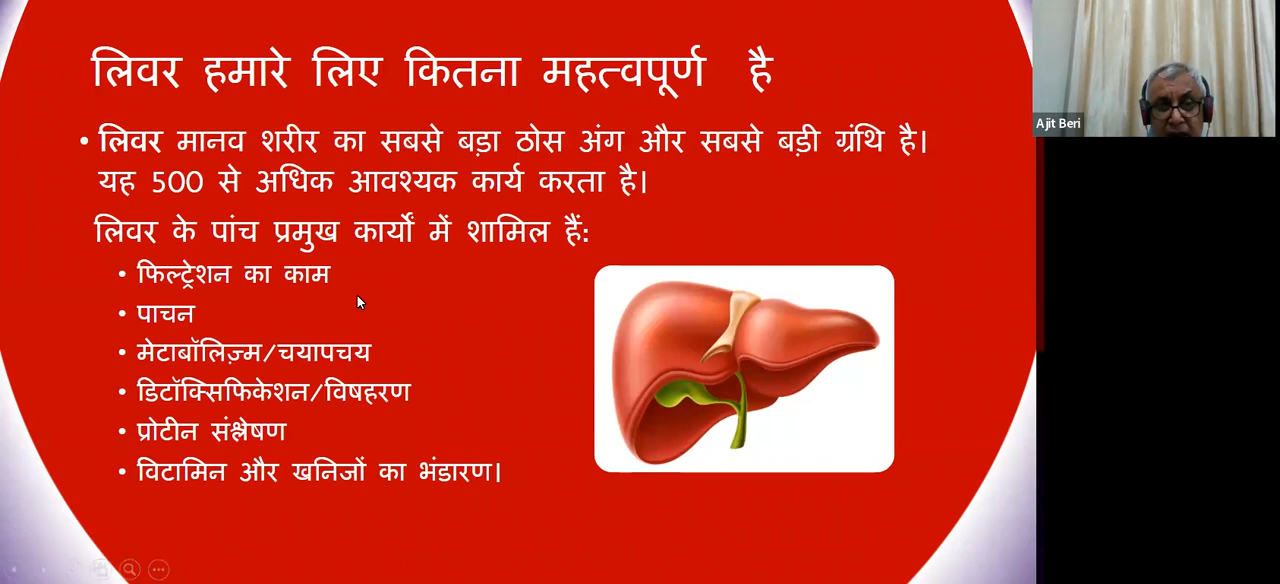 लिवर हमारे लिए कितना महत्वपूर्ण है
• लिवर मानव शरीर का सबसे बड़ा ठोस अंग और सबसे बड़ी ग्रंथि है।
यह 500 से अधिक आवश्यक कार्य करता है।
लिवर के पांच प्रमुख कार्यों में शामिल हैं:
• फिल्ट्रेशन का काम
• पाचन
• मेटाबॉलिज़्म/चयापचय
• डिटॉक्सिफिकेशन/विषहरण
• प्रोटीन संश्लेषण
• विटामिन और खनिजों का भंडारण।
Ajit Beri